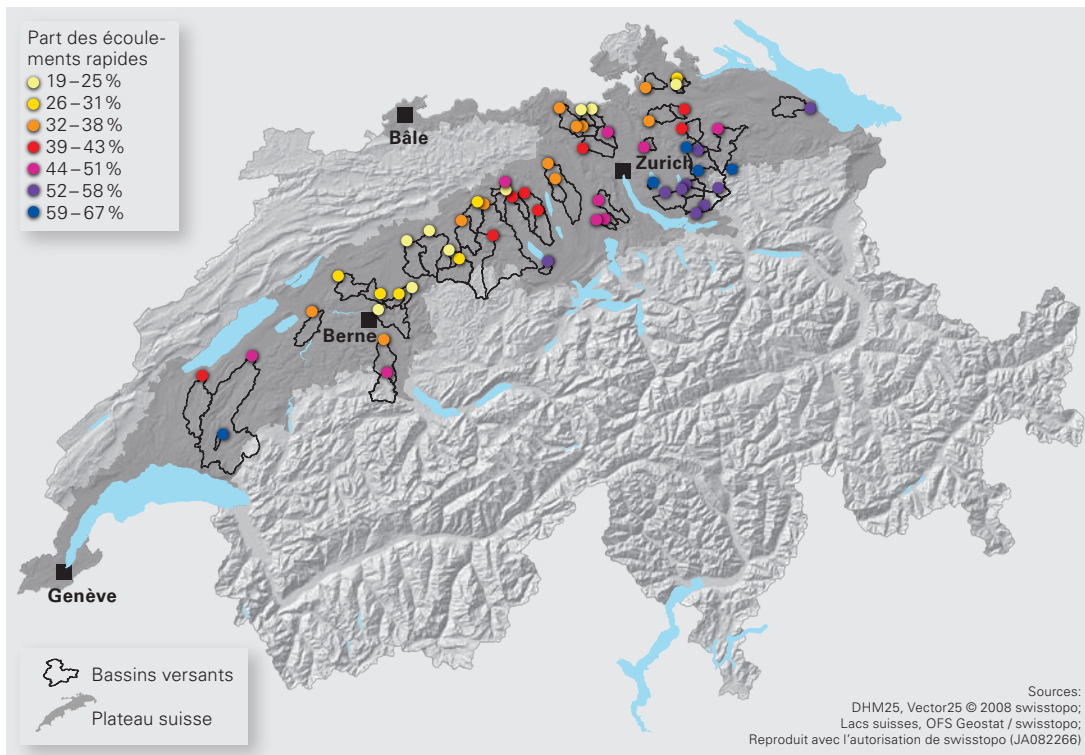 Part des écoule-
ments rapides
19–25 %
26–31 %
32–38 %
39–43 %
44–51 %
52–58 %
59–67 %
Bâle
Zurich
Berne
Genève
Bassins versants
Plateau suisse
Sources:
DHM25, Vector25 © 2008 swisstopo;
Lacs suisses, OFS Geostat / swisstopo;
Reproduit avec l'autorisation de swisstopo (JA082266)